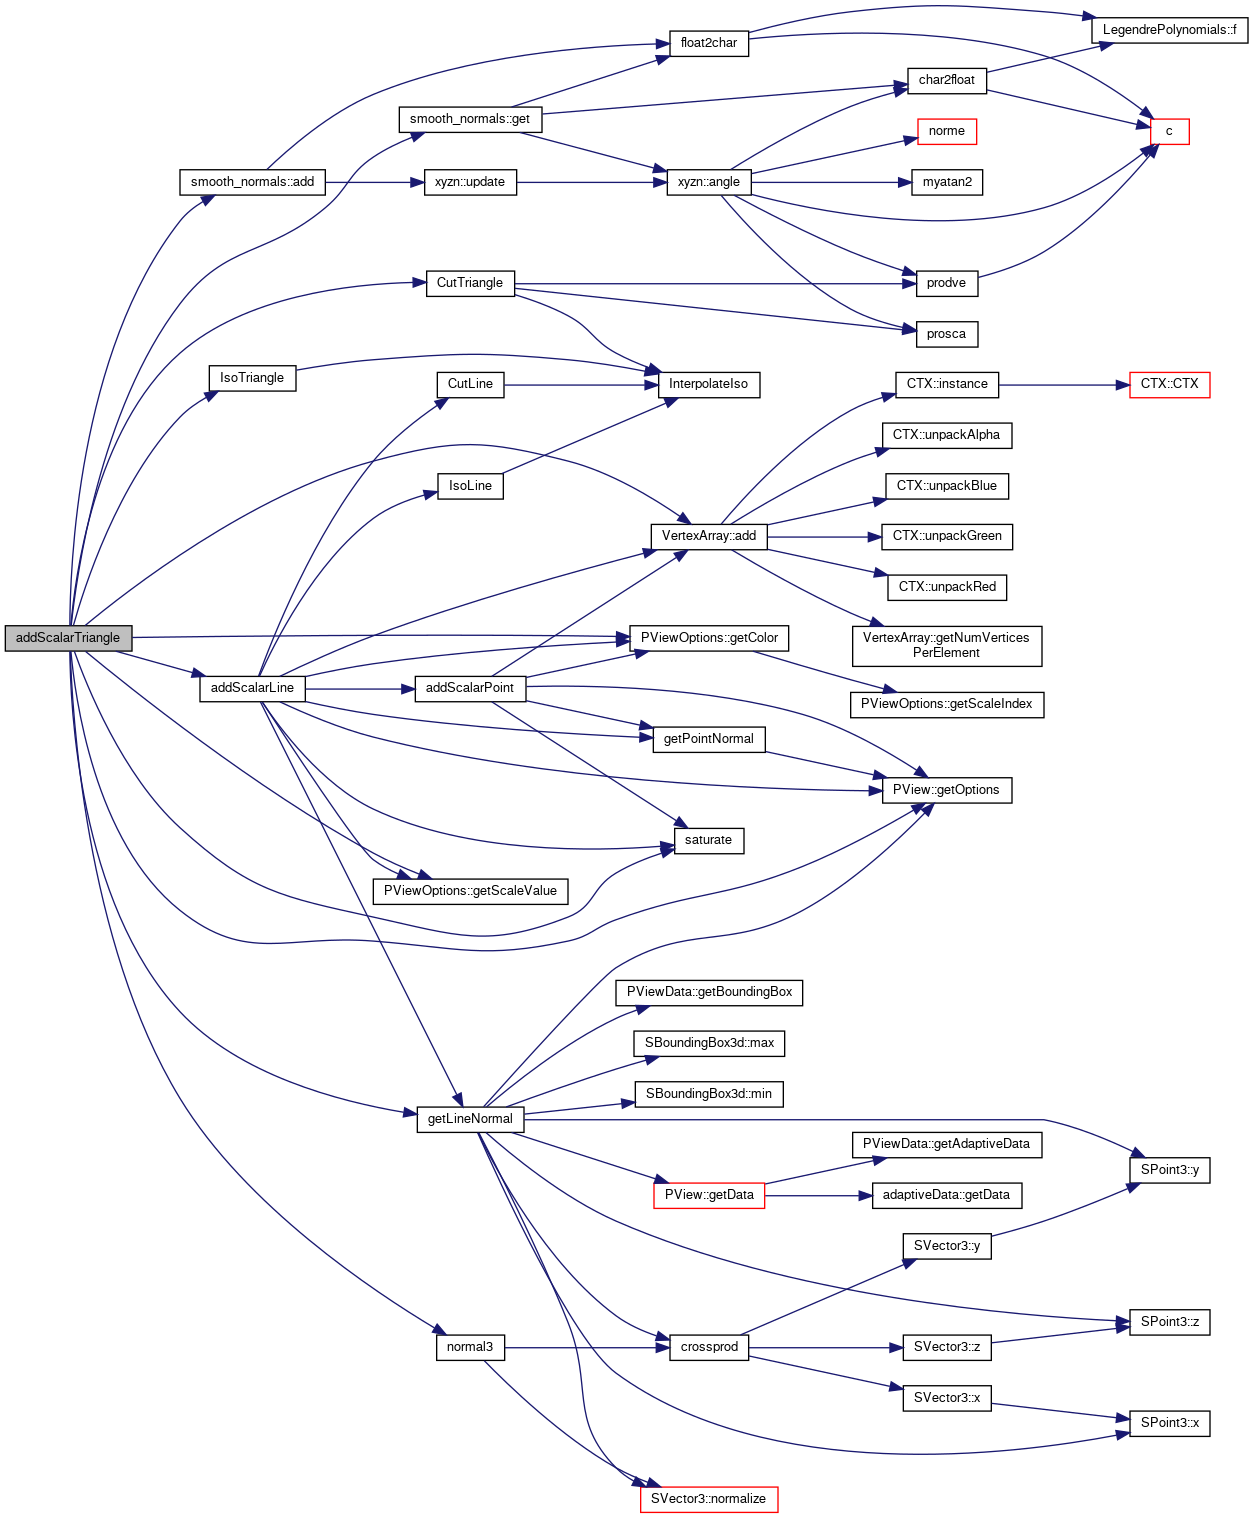 float2char
LegendrePolynomials::f
char2float
smooth_normals::get
norme
c
smooth_normals::add
xyzn::update
xyzn::angle
myatan2
CutTriangle
prodve
prosca
IsoTriangle
CutLine
InterpolateIso
CTX::instance
CTX::CTX
CTX::unpackAlpha
IsoLine
CTX::unpackBlue
VertexArray::add
CTX::unpackGreen
CTX::unpackRed
addScalarTriangle
PViewOptions::getColor
VertexArray::getNumVertices
PerElement
addScalarLine
addScalarPoint
PViewOptions::getScaleIndex
getPointNormal
PView::getOptions
saturate
PViewOptions::getScaleValue
PViewData::getBoundingBox
SBoundingBox3d::max
SBoundingBox3d::min
getLineNormal
PViewData::getAdaptiveData
SPoint3::y
PView::getData
adaptiveData::getData
SVector3::y
SPoint3::z
normal3
crossprod
SVector3::z
SVector3::x
SPoint3::x
SVector3::normalize